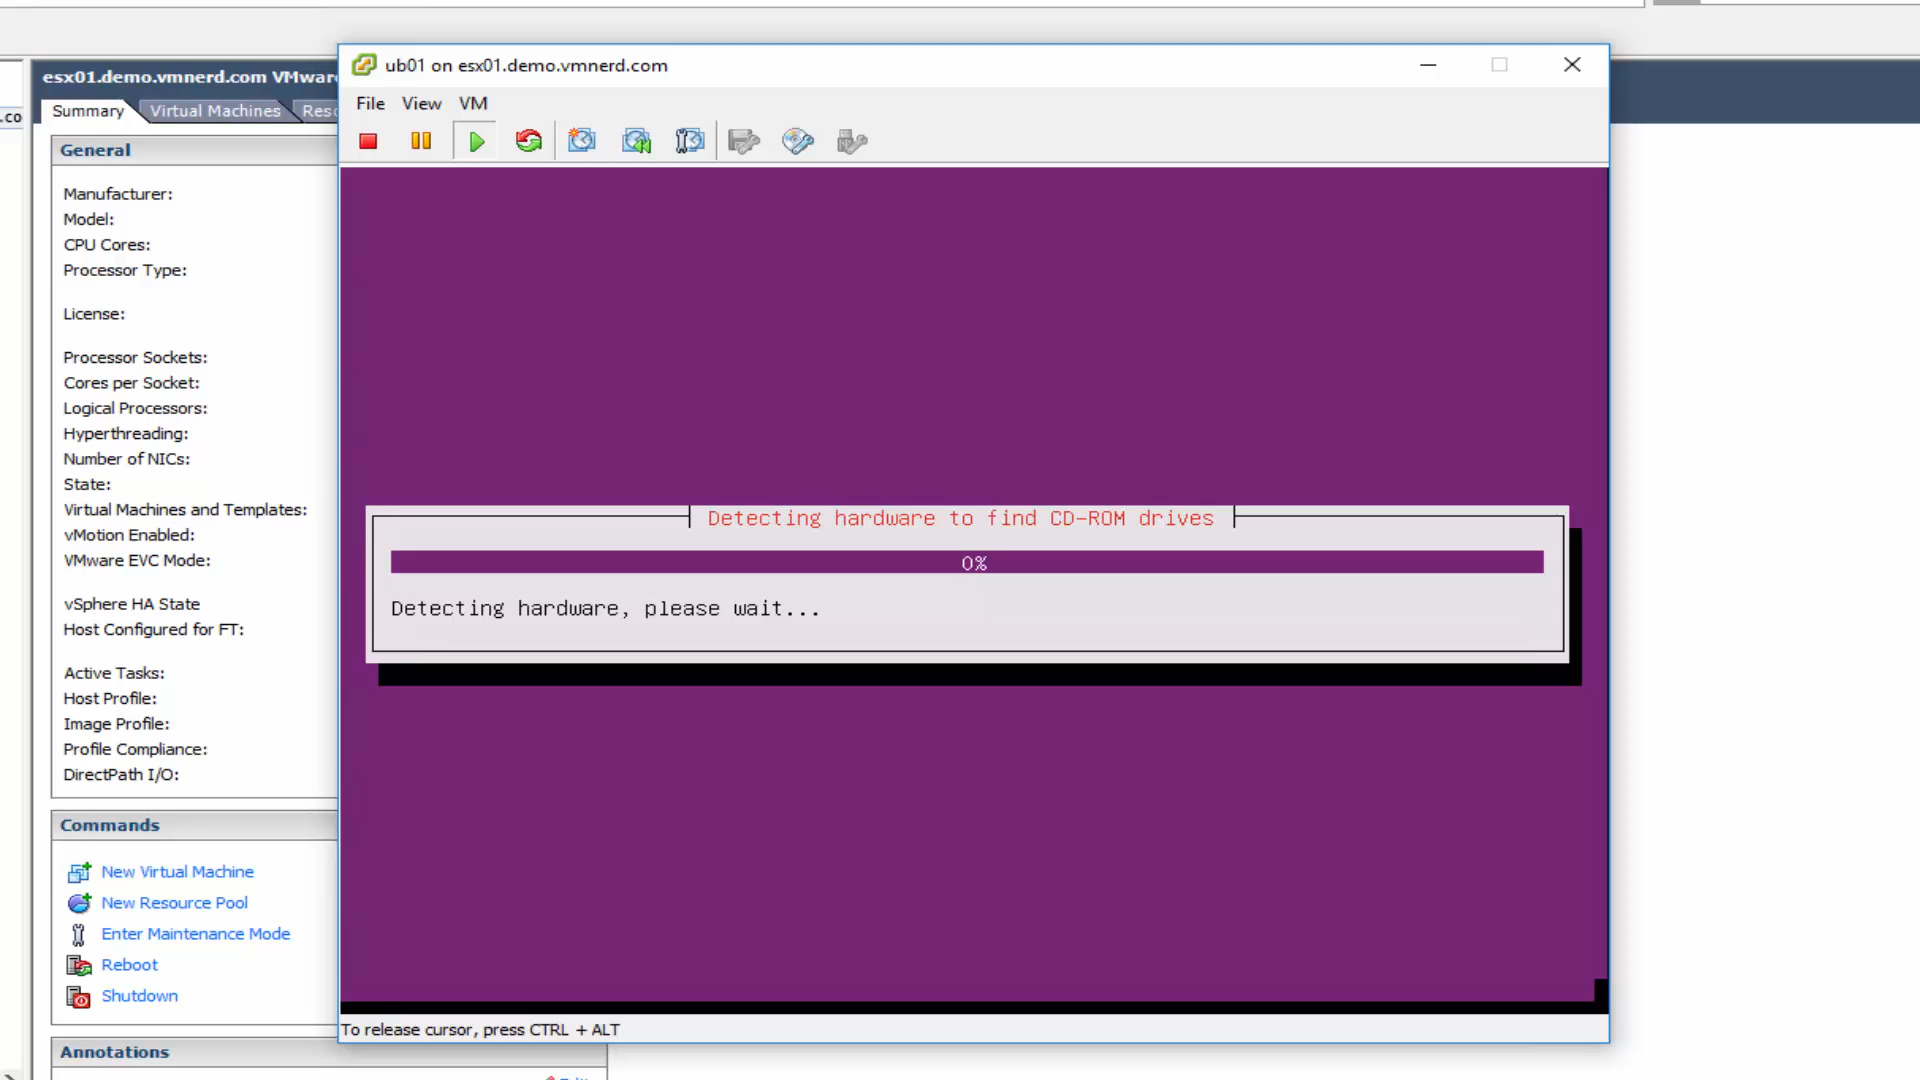 esx01.demo.vmnerd.com VMware
.co
Summary
Virtual Machines
General
Manufacturer:
Model:
CPU Cores:
Processor Type:
License:
Processor Sockets:
Cores per Socket:
Logical Processors:
Hyperthreading:
Number of NICs:
State:
Virtual Machines and Templates:
vMotion Enabled:
VMware EVC Mode:
vSphere HA State
Host Configured for FT:
Active Tasks:
Host Profile:
Image Profile:
Profile Compliance:
DirectPath I/O:
Commands
New Virtual Machine
New Resource Pool
Enter Maintenance Mode
Reboot
Shutdown
Annotations
ub01 on esx01.demo.vmnerd.com
File View VM
Detecting hardware to find CD-ROM drives
0%
Detecting hardware, please wait...
To release cursor, press CTRL + ALT